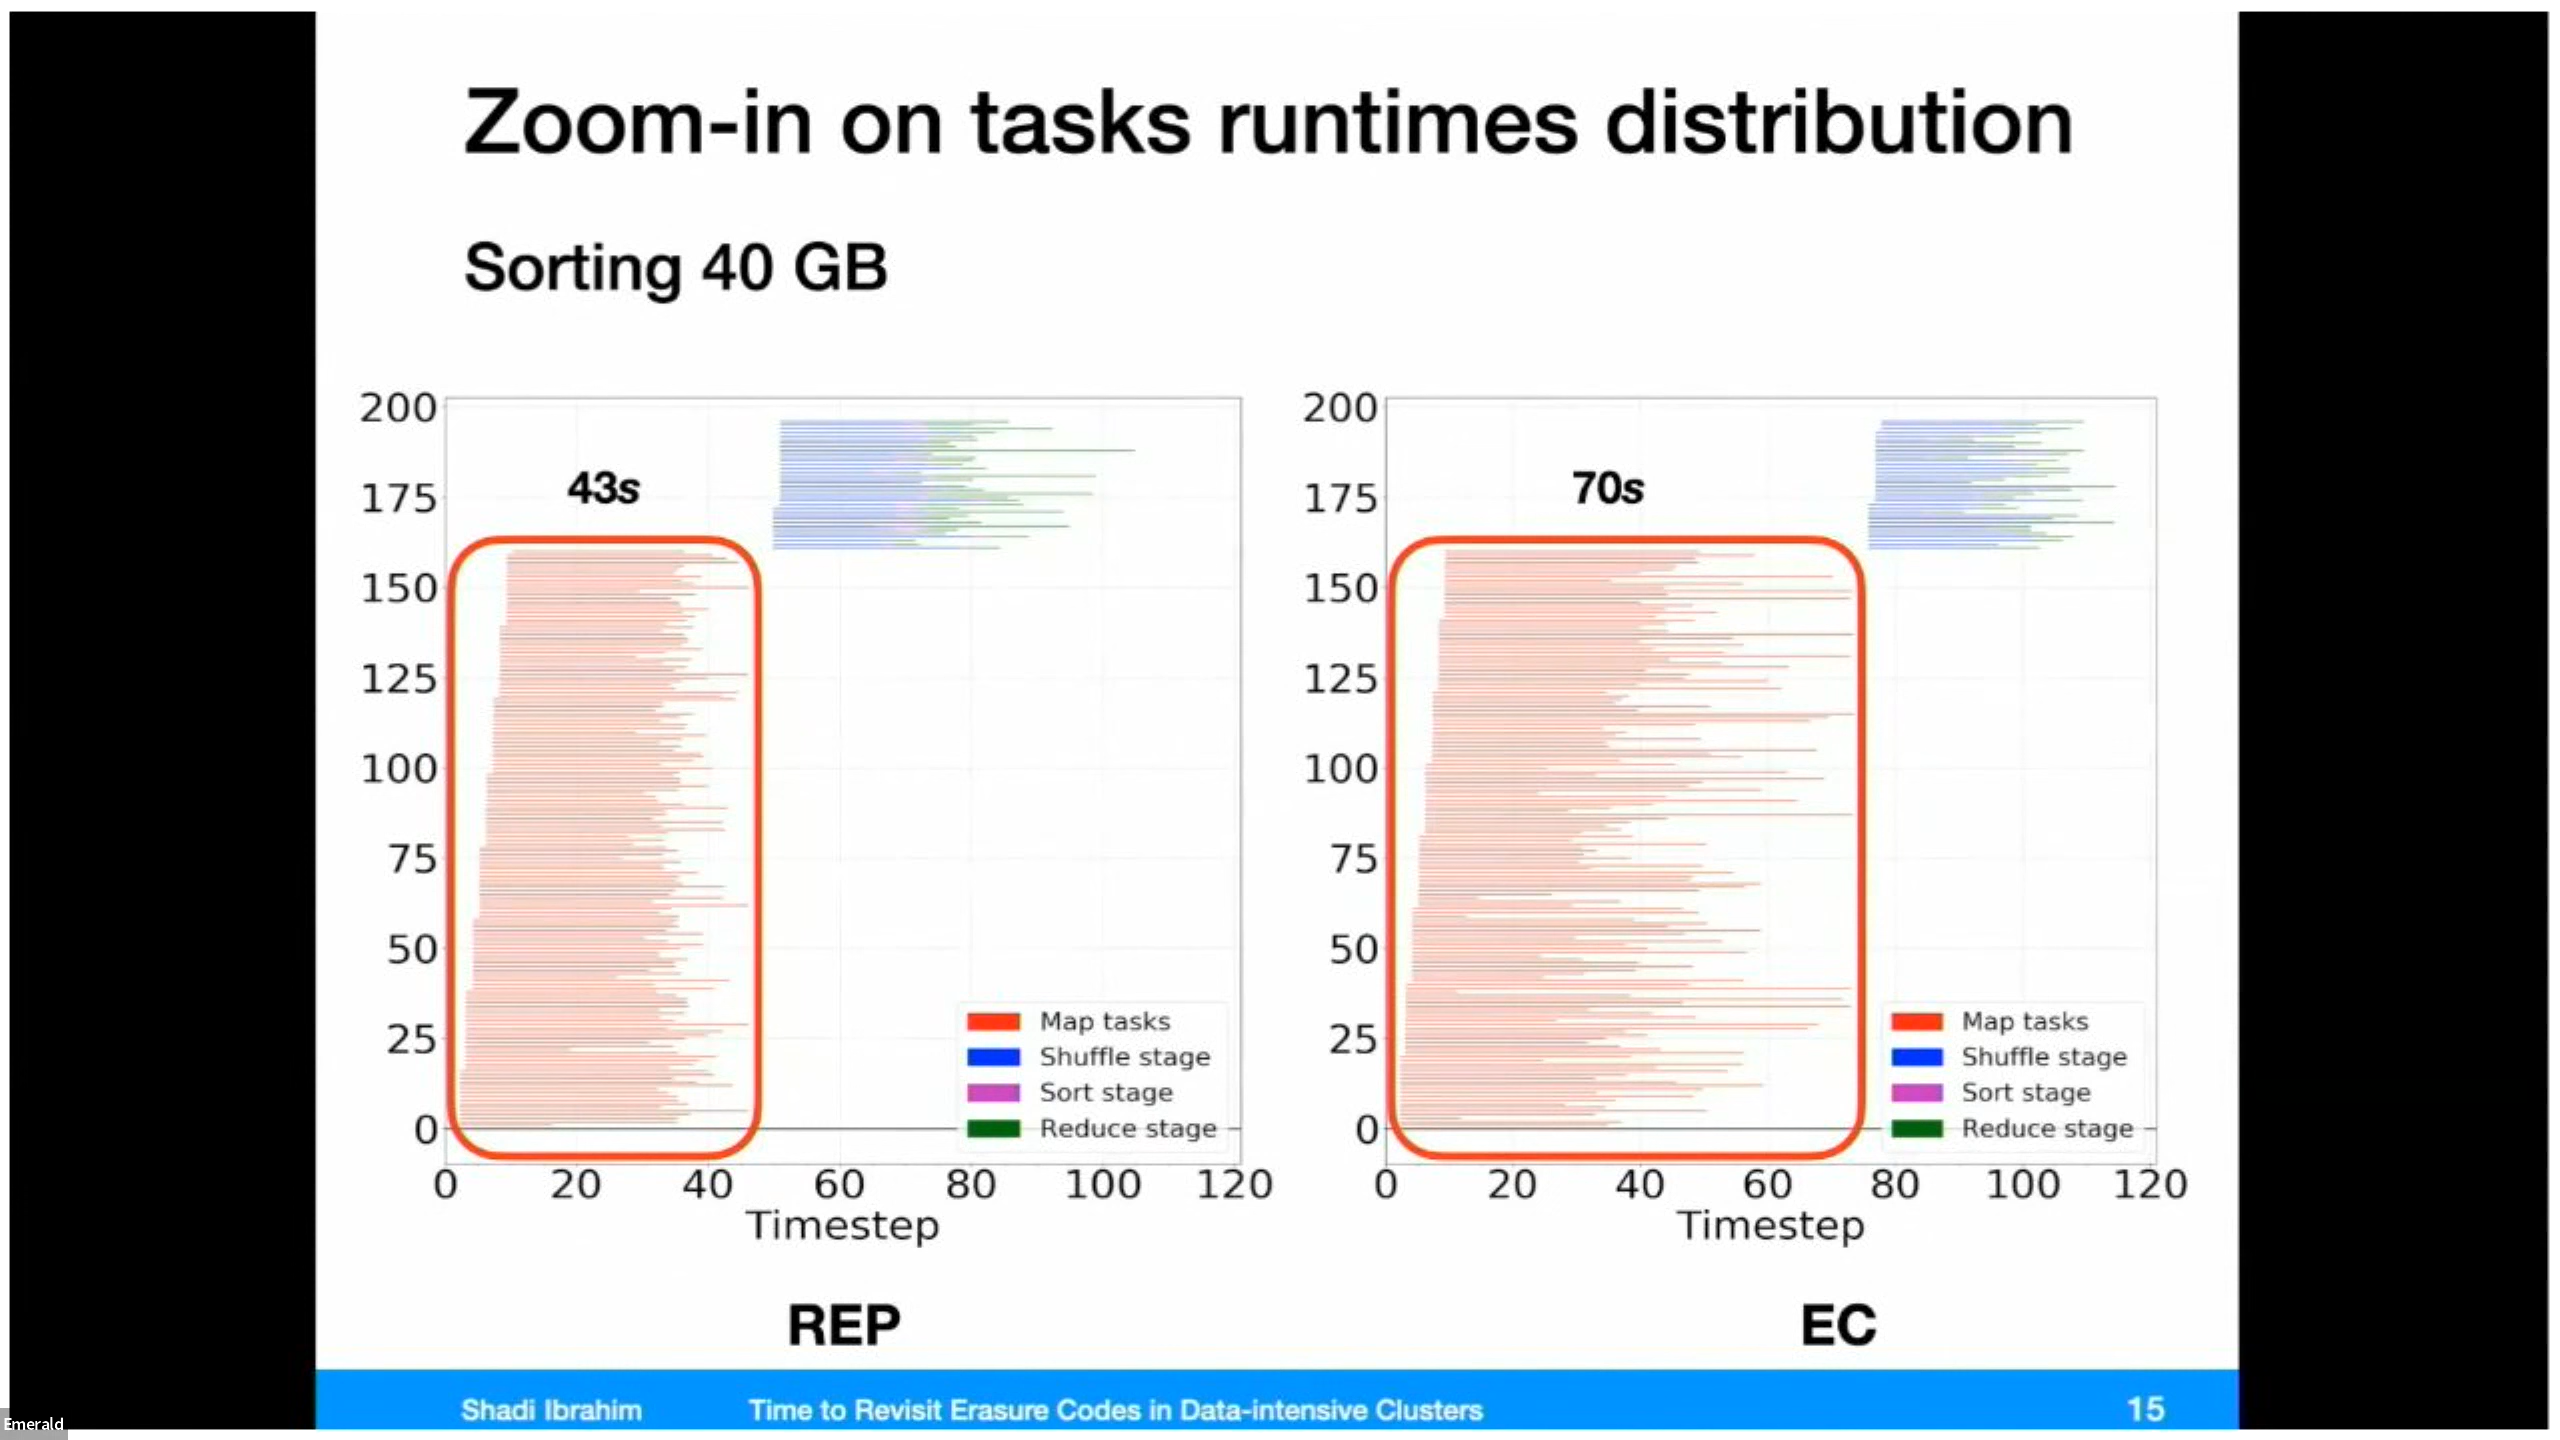 Zoom-in on tasks runtimes distribution
Sorting 40 GB
200
175
150
125
100
75
50
25
0
43s
Map tasks
Shuffle stage
Sort stage
Reduce stage
0 20 40 60 80 100 120
Timestep
REP
200
175
150
125
100
75
50
25
0
70s
Map tasks
Shuffle stage
Sort stage
Reduce stage
0 20 40 60 80 100 120
Timestep
EC
Shadi Ibrahim Time to Revisit Erasure Codes in Data-intensive Clusters 15
Emerald